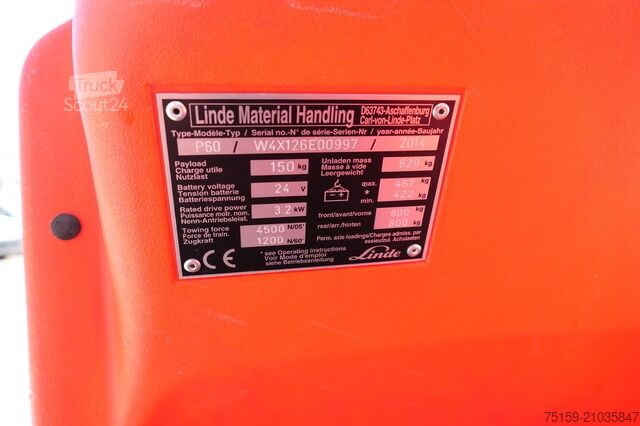 Truck
Scout24
Linde Material Handling D63743-Aschaffenburg
Carl-von-Linde-Platz
Type-Modèle-Typ / Serial no.-N° de série-Serien-Nr / year-année-Baujahr
P60 / W4X126E00997 / 2014
Payload
Charge utile
Nutzlast
150 kg
Unladen mass
Masse à vide
Leergewicht
829 kg
Battery voltage
Tension batterie
Batteriespannung
24 V
max. 467 kg
* min. 422 kg
Rated drive power
Puissance motr. nom.
Nenn-Antriebsleist.
3.2 kW
front/avant/vorne 600 kg
rear/arr./hinten 800 kg
Towing force
Force de train.
Zugkraft
4500 N/05'
1200 N/60'
Perm. axle loadings/Charges admiss. par
essieu/zul. Achslasten
CE
* see Operating instructions
Voir Mode d'emploi
siehe Betriebsanleitung
Linde
75159-21035847